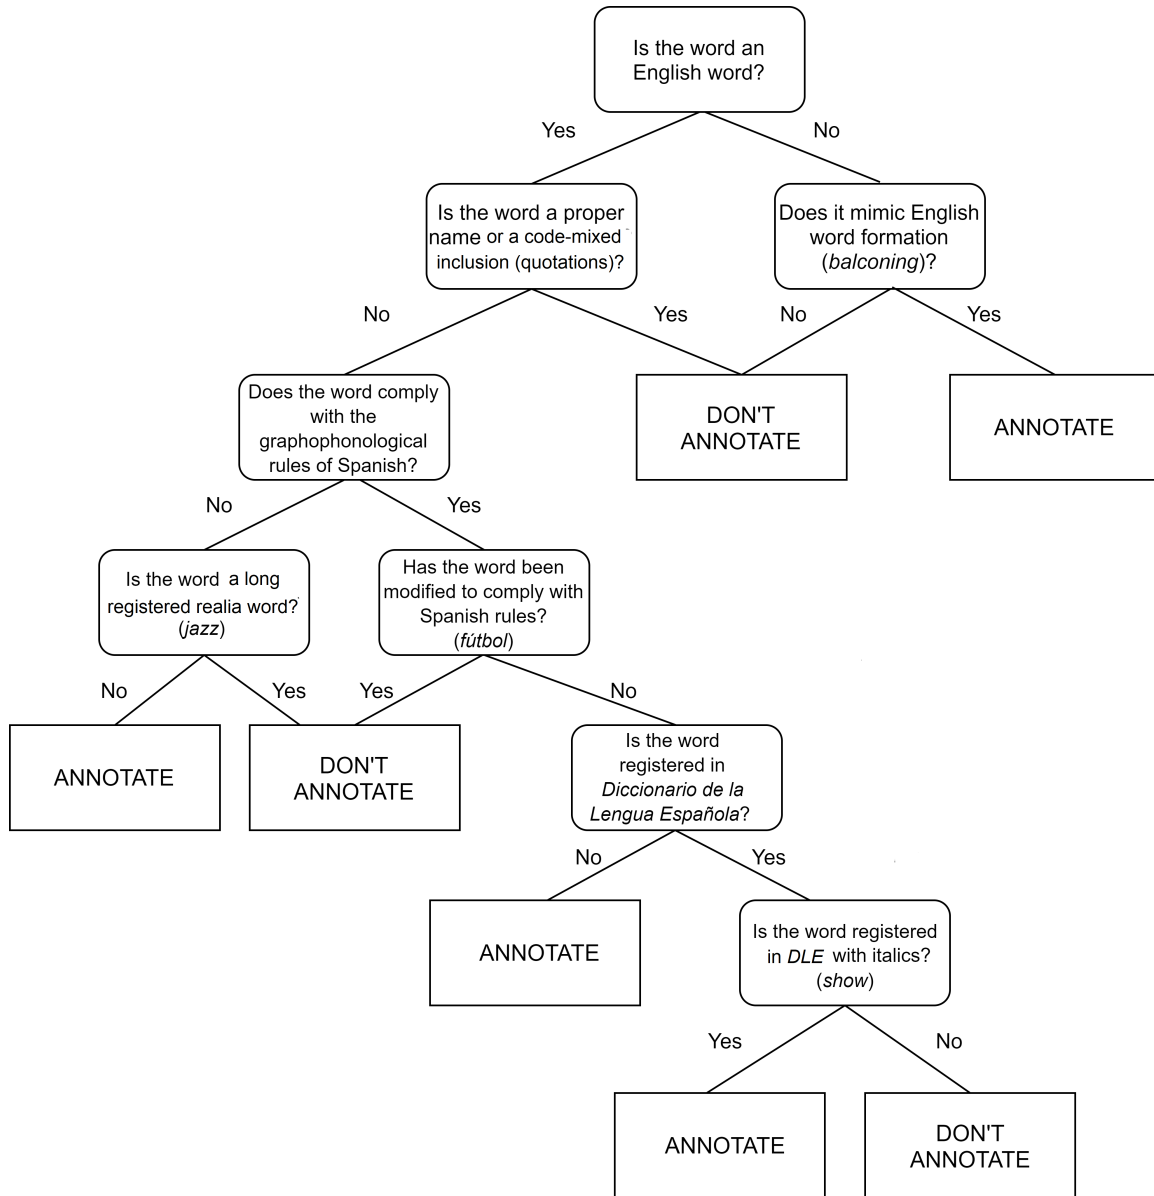 Is the word an
English word?
Yes
No
Is the word a proper
name or a code-mixed
inclusion (quotations)?
Does it mimic English
word formation
(balconing)?
No
Yes
No
Yes
Does the word comply
with the
graphophonological
rules of Spanish?
DON'T
ANNOTATE
ANNOTATE
No
Yes
Is the word a long
registered realia word?
(jazz)
Has the word been
modified to comply with
Spanish rules?
(fútbol)
No
Yes
Yes
No
ANNOTATE
DON'T
ANNOTATE
Is the word
registered in
Diccionario de la
Lengua Española?
No
Yes
ANNOTATE
Is the word registered
in DLE with italics?
(show)
Yes
No
ANNOTATE
DON'T
ANNOTATE